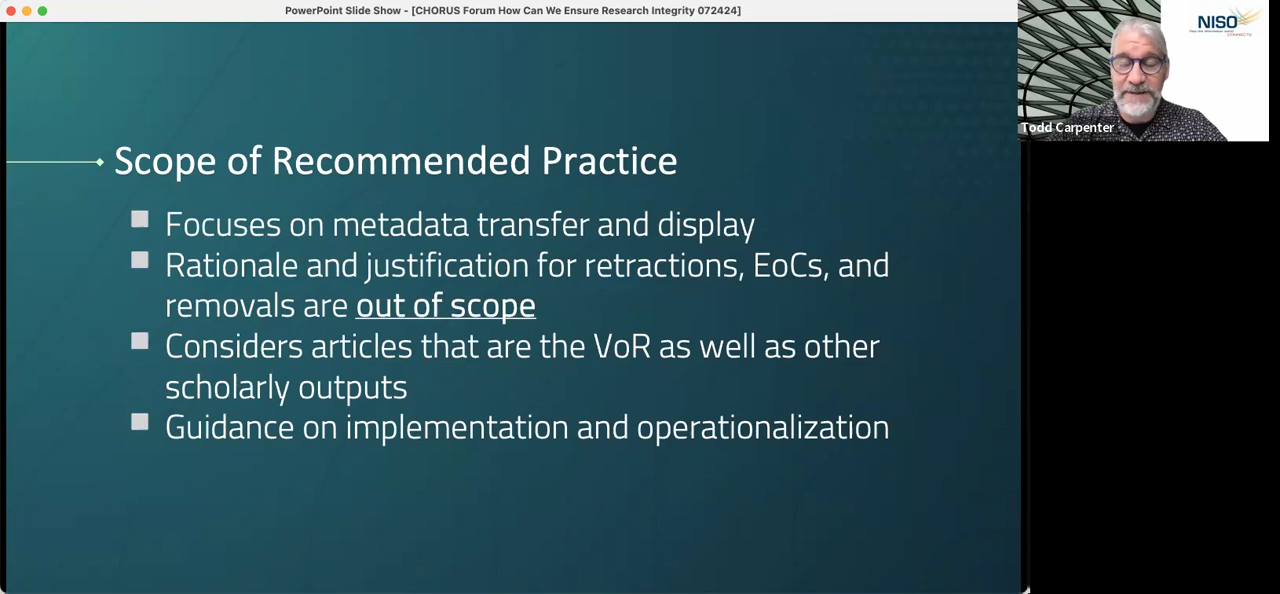 PowerPoint Slide Show - [CHORUS Forum How Can We Ensure Research Integrity 072424]
NISO
CONNECTS
Todd Carpenter
Scope of Recommended Practice
Focuses on metadata transfer and display
Rationale and justification for retractions, EoCs, and
removals are out of scope
Considers articles that are the VoR as well as other
scholarly outputs
Guidance on implementation and operationalization